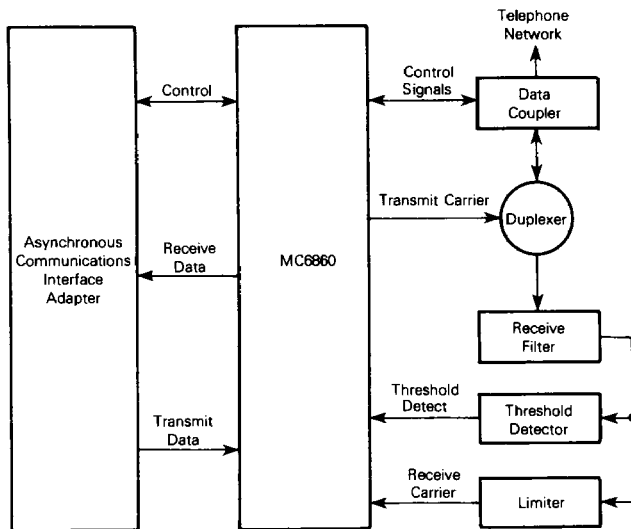 Telephone
Network
Control
Control
Signals
Data
Coupler
Transmit Carrier
Duplexer
Asynchronous
Communications
Interface
Adapter
Receive
Data
MC6860
Receive
Filter
Threshold
Detect
Threshold
Detector
Transmit
Data
Receive
Carrier
Limiter